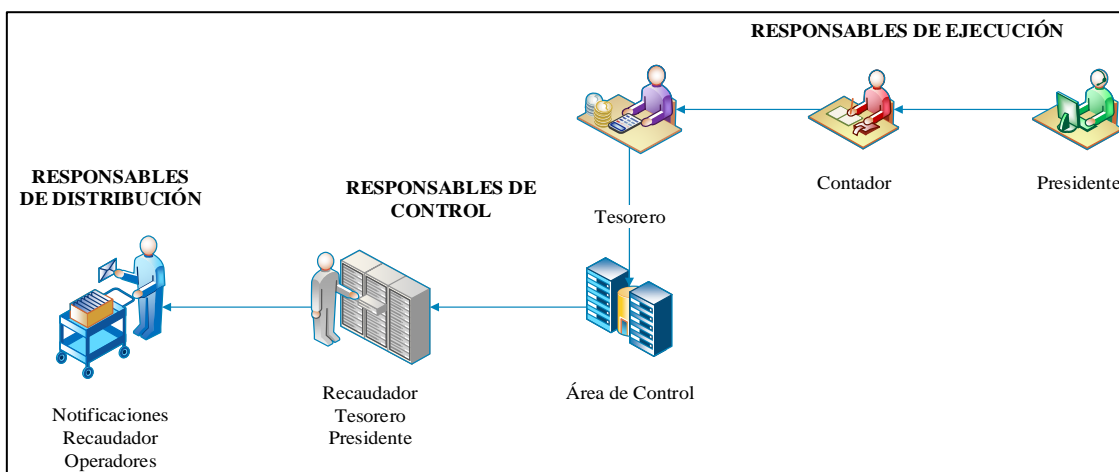 RESPONSABLES DE EJECUCIÓN
Contador
Presidente
Tesorero
RESPONSABLES DE
CONTROL
RESPONSABLES
DE DISTRIBUCIÓN
Área de Control
Recaudador
Tesorero
Presidente
Notificaciones
Recaudador
Operadores